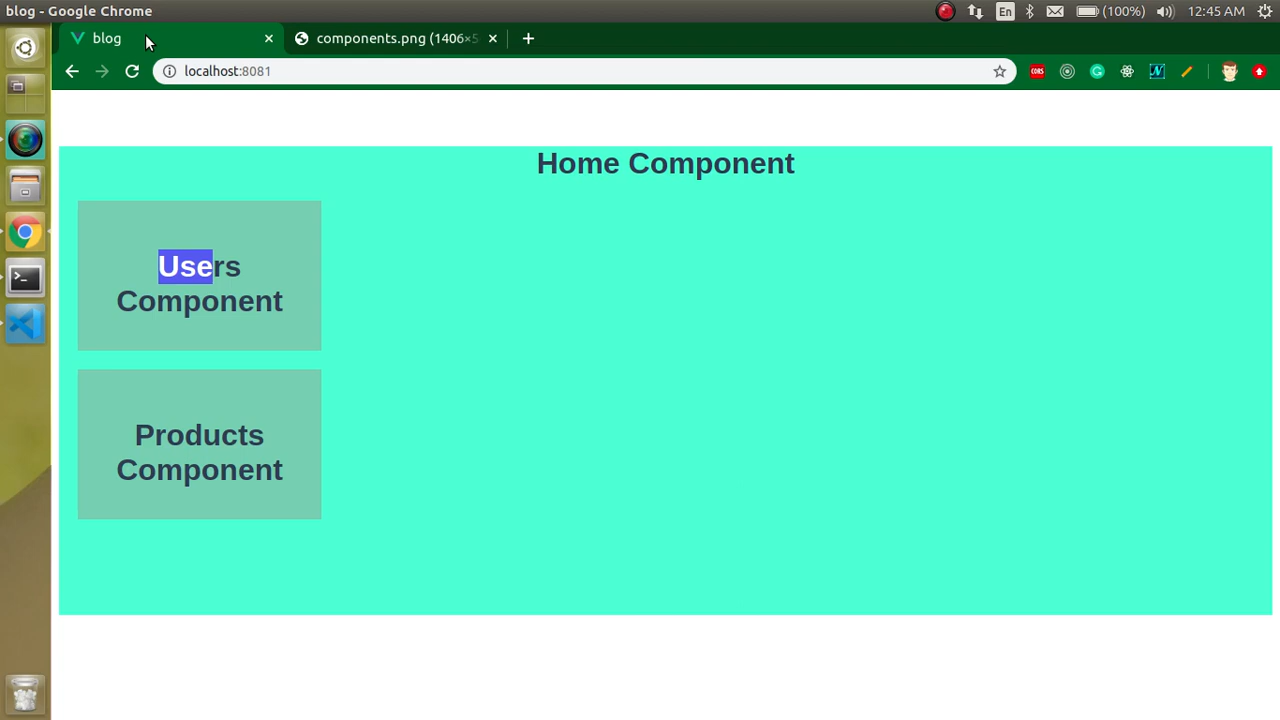 blog - Google Chrome
En
(100%)
12:45 AM
blog
components.png (1406×5
localhost:8081
CORS
N
Home Component
Users
Component
Products
Component